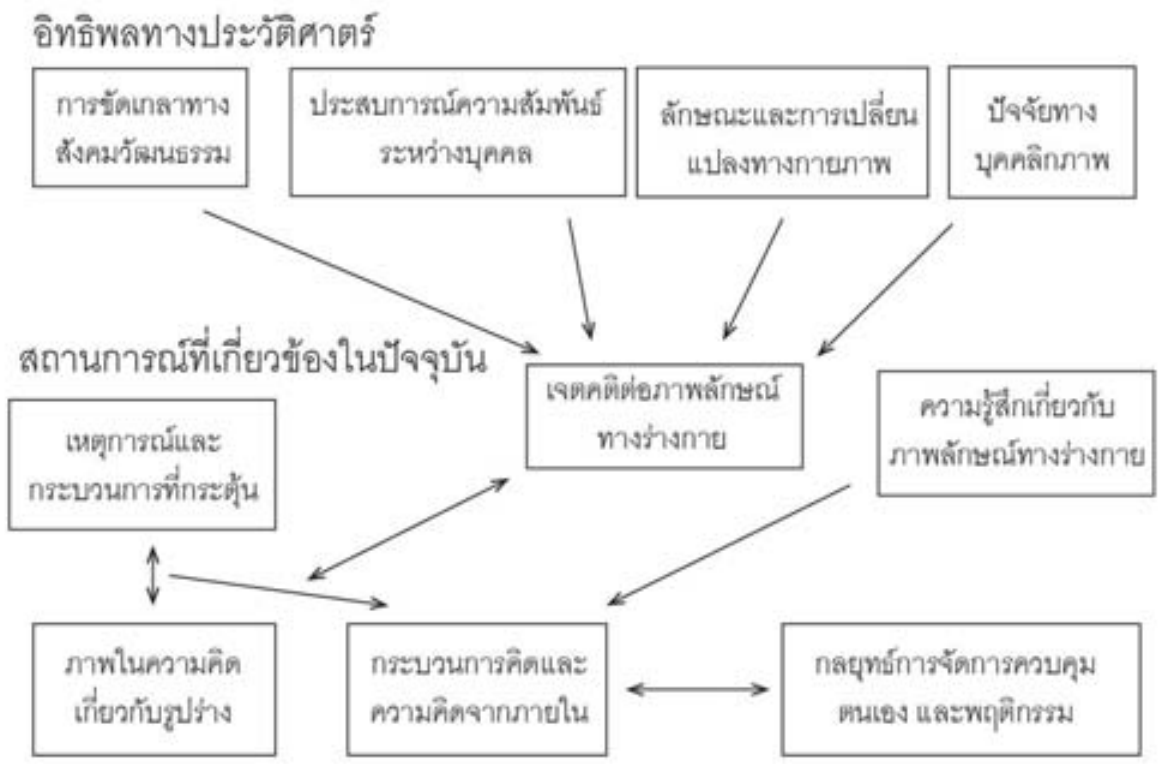 อิทธิพลทางประวัติศาตร์
การขัดเกลาทาง
สังคมวัฒนธรรม
ประสบการณ์ความสัมพันธ์
ระหว่างบุคคล
ลักษณะและการเปลี่ยน
แปลงทางกายภาพ
ปัจจัยทาง
บุคคลิกภาพ
สถานการณ์ที่เกี่ยวข้องในปัจจุบัน
เจตคติต่อภาพลักษณ์
ทางร่างกาย
ความรู้สึกเกี่ยวกับ
ภาพลักษณ์ทางร่างกาย
เหตุการณ์และ
กระบวนการที่กระตุ้น
ภาพในความคิด
เกี่ยวกับรูปร่าง
กระบวนการคิดและ
ความคิดจากภายใน
กลยุทธ์การจัดการควบคุม
ตนเอง และพฤติกรรม